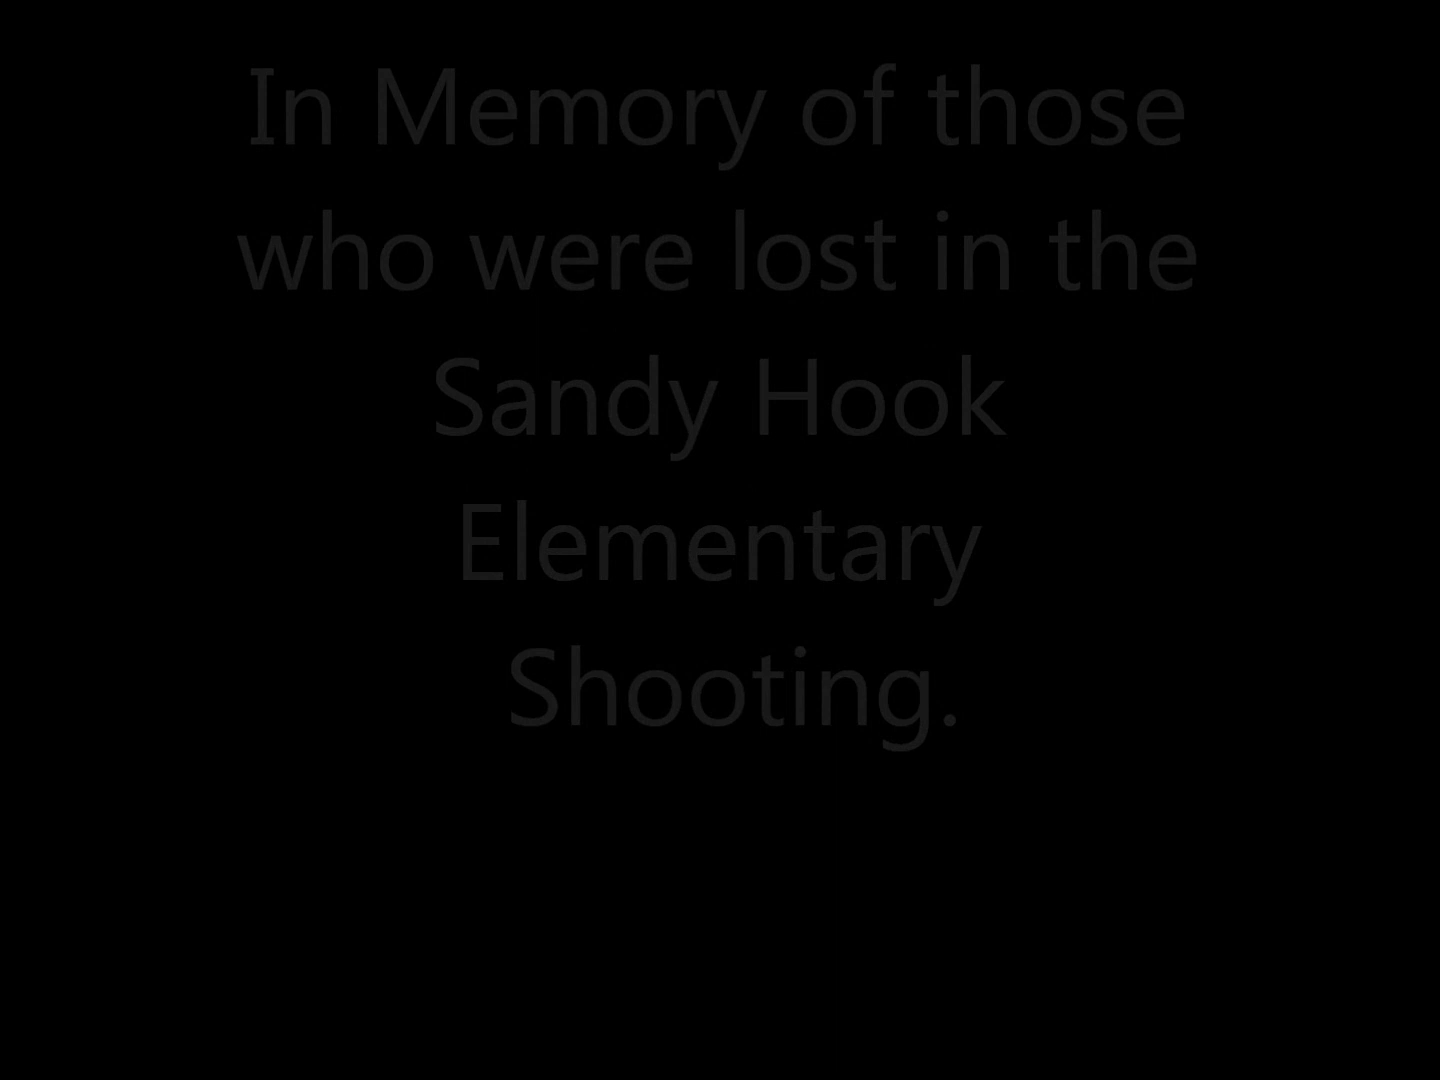 In Memory of those
who were lost in the
Sandy Hook
Elementary
Shooting.